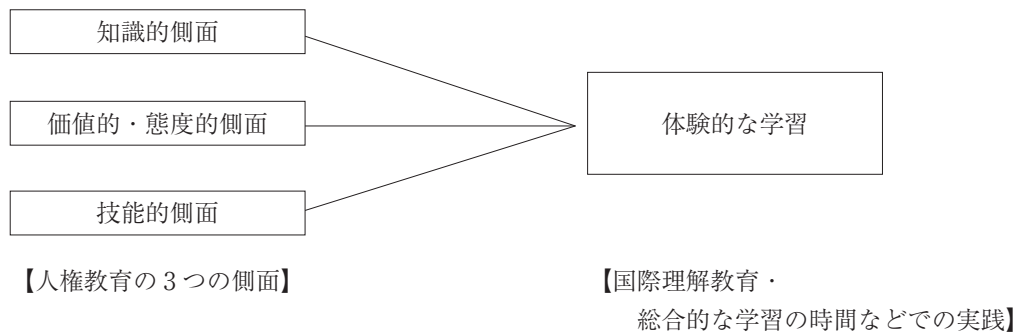 知識的側面
価値的・態度的側面
体験的な学習
技能的側面
【人権教育の３つの側面】
【国際理解教育・
総合的な学習の時間などでの実践】